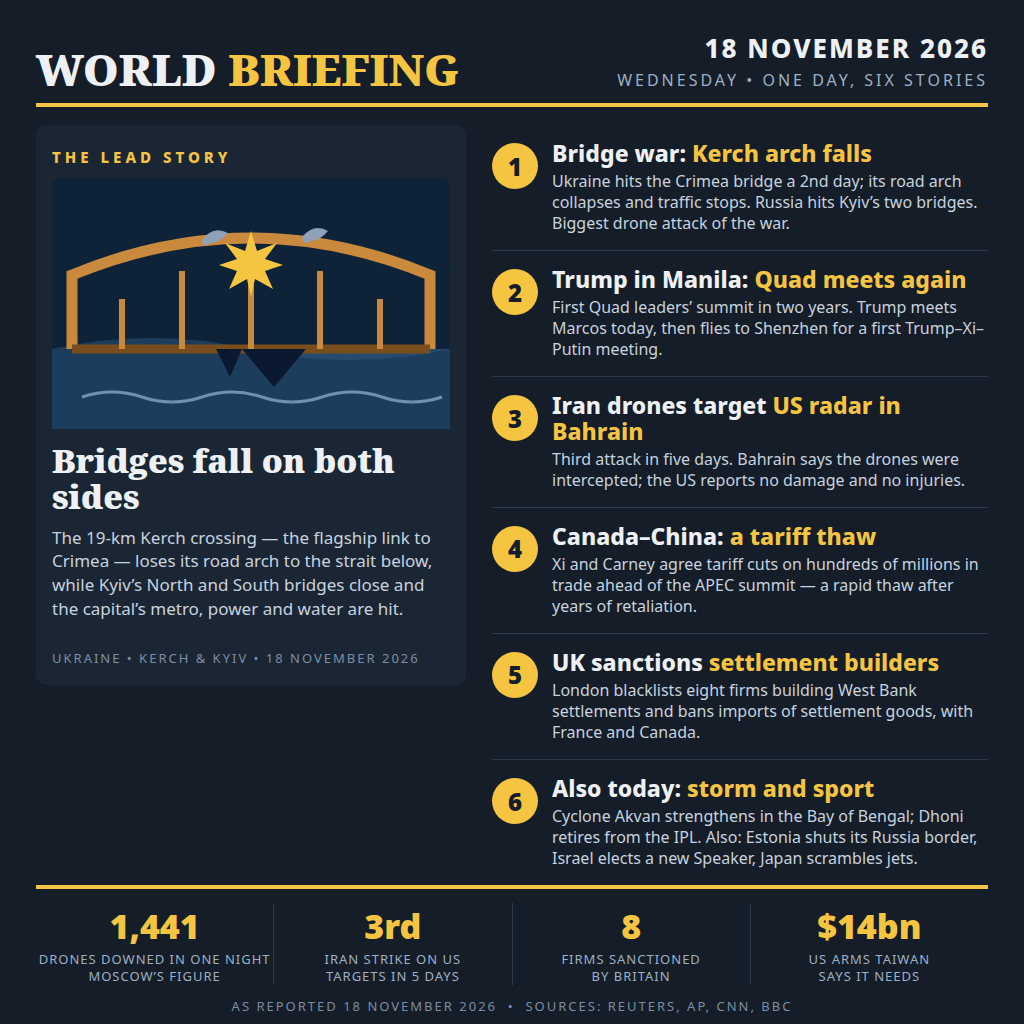 WORLD BRIEFING
18 NOVEMBER 2026
WEDNESDAY • ONE DAY, SIX STORIES
THE LEAD STORY
Bridges fall on both
sides
The 19-km Kerch crossing — the flagship link to
Crimea — loses its road arch to the strait below,
while Kyiv’s North and South bridges close and
the capital’s metro, power and water are hit.
UKRAINE • KERCH & KYIV • 18 NOVEMBER 2026
1
Bridge war: Kerch arch falls
Ukraine hits the Crimea bridge a 2nd day; its road arch
collapses and traffic stops. Russia hits Kyiv’s two bridges.
Biggest drone attack of the war.
2
Trump in Manila: Quad meets again
First Quad leaders’ summit in two years. Trump meets
Marcos today, then flies to Shenzhen for a first Trump–Xi–
Putin meeting.
3
Iran drones target US radar in
Bahrain
Third attack in five days. Bahrain says the drones were
intercepted; the US reports no damage and no injuries.
4
Canada–China: a tariff thaw
Xi and Carney agree tariff cuts on hundreds of millions in
trade ahead of the APEC summit — a rapid thaw after
years of retaliation.
5
UK sanctions settlement builders
London blacklists eight firms building West Bank
settlements and bans imports of settlement goods, with
France and Canada.
6
Also today: storm and sport
Cyclone Akvan strengthens in the Bay of Bengal; Dhoni
retires from the IPL. Also: Estonia shuts its Russia border,
Israel elects a new Speaker, Japan scrambles jets.
1,441
DRONES DOWNED IN ONE NIGHT
MOSCOW’S FIGURE
3rd
IRAN STRIKE ON US
TARGETS IN 5 DAYS
8
FIRMS SANCTIONED
BY BRITAIN
$14bn
US ARMS TAIWAN
SAYS IT NEEDS
AS REPORTED 18 NOVEMBER 2026 • SOURCES: REUTERS, AP, CNN, BBC